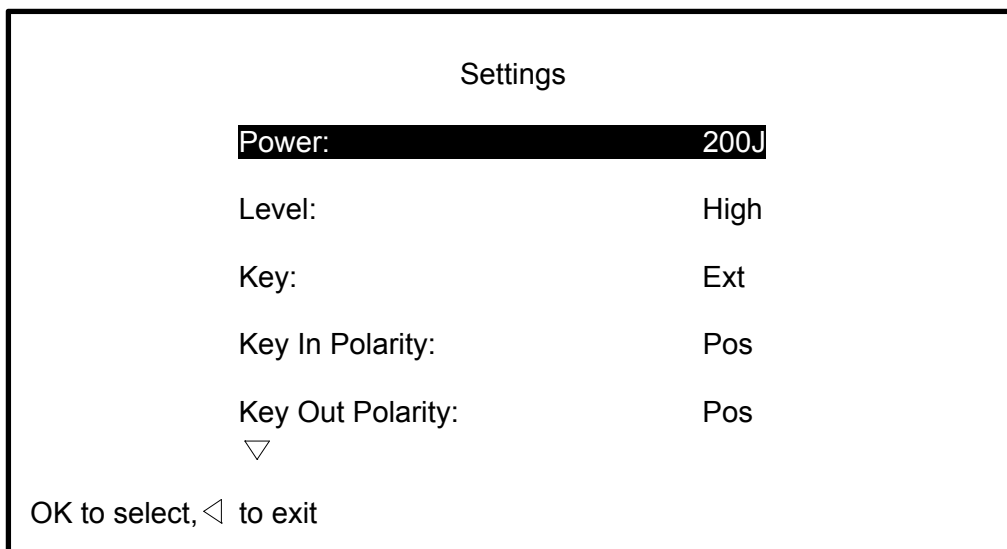 Settings
Power: 200J
Level: High
Key: Ext
Key In Polarity: Pos
Key Out Polarity: Pos
OK to select, ◁ to exit